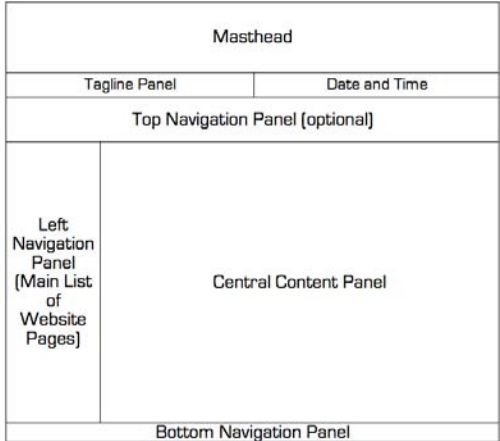 Masthead
Tagline Panel
Date and Time
Top Navigation Panel (optional)
Left
Navigation
Panel
(Main List
of
Website
Pages)
Central Content Panel
Bottom Navigation Panel